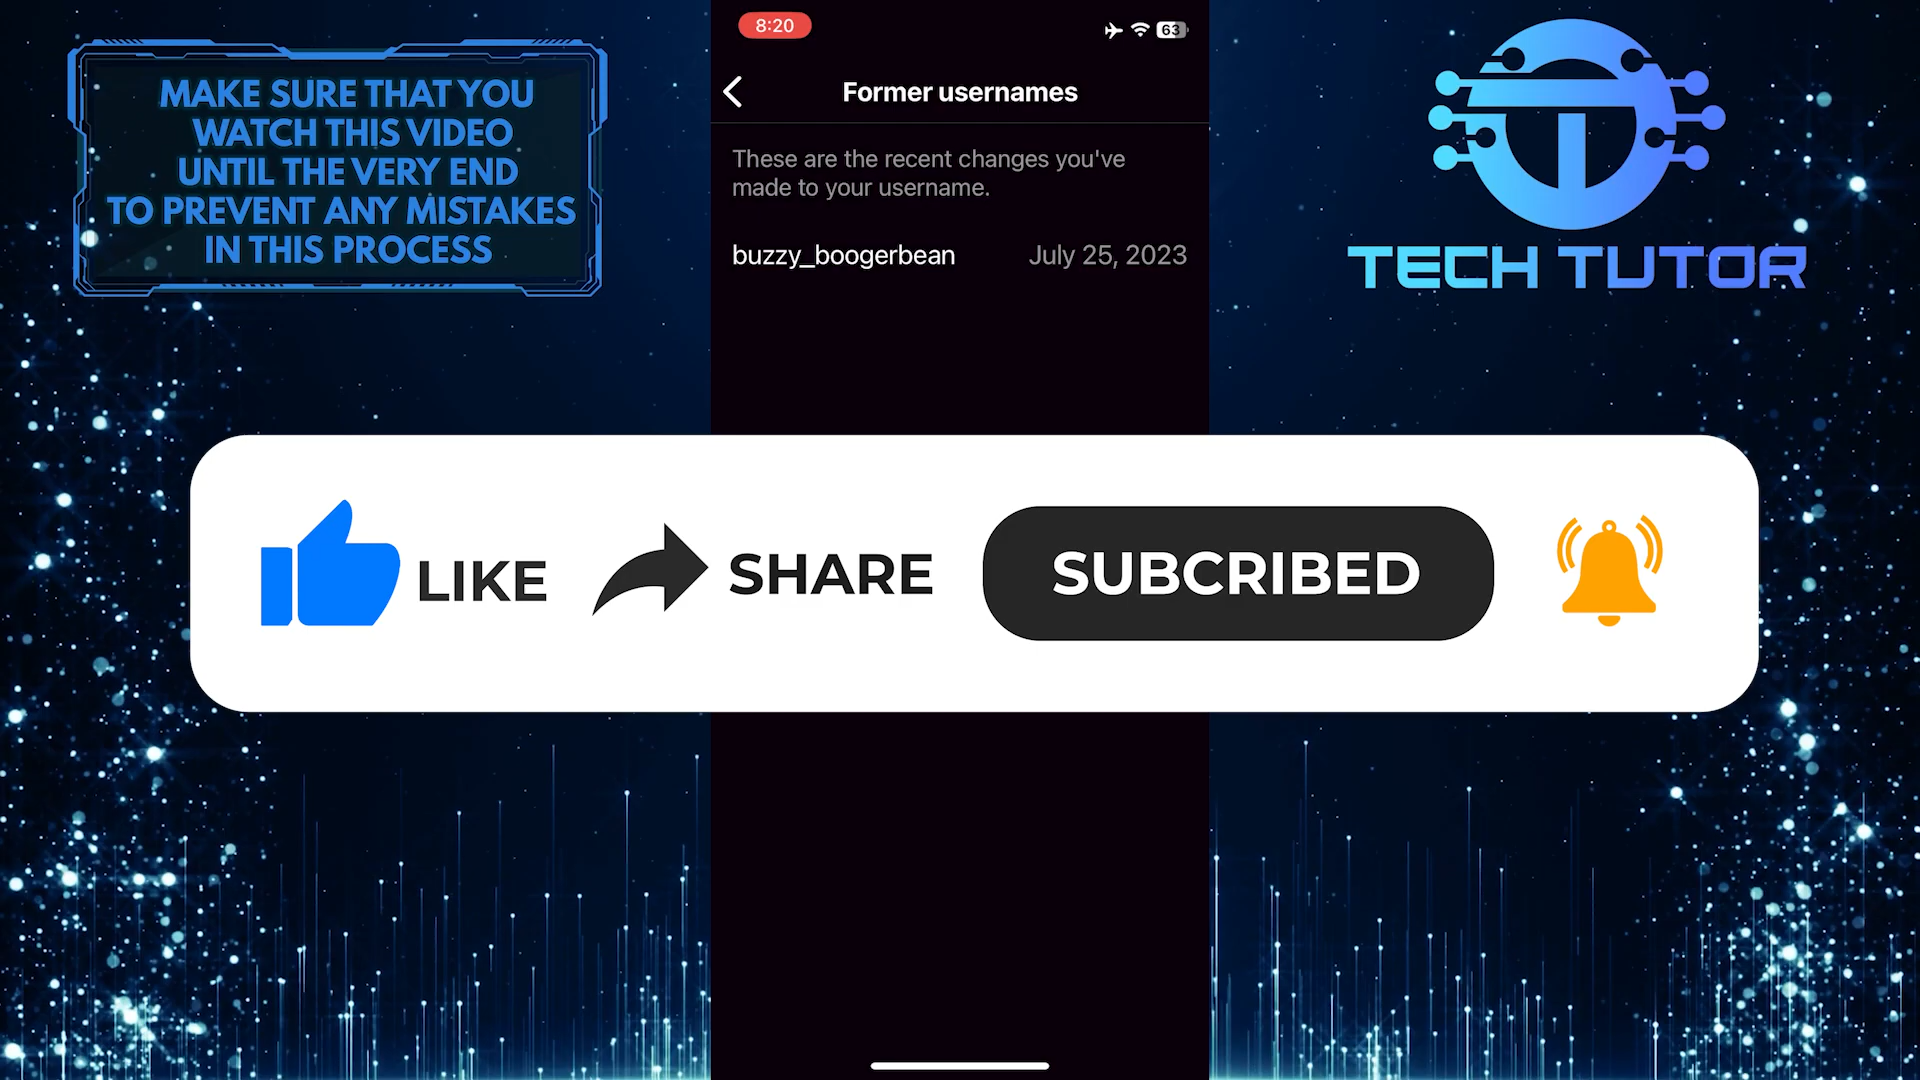 MAKE SURE THAT YOU
WATCH THIS VIDEO
UNTIL THE VERY END
TO PREVENT ANY MISTAKES
IN THIS PROCESS
8:20
63
Former usernames
These are the recent changes you've
made to your username.
buzzy_boogerbean July 25, 2023
TECH TUTOR
LIKE SHARE SUBCRIBED